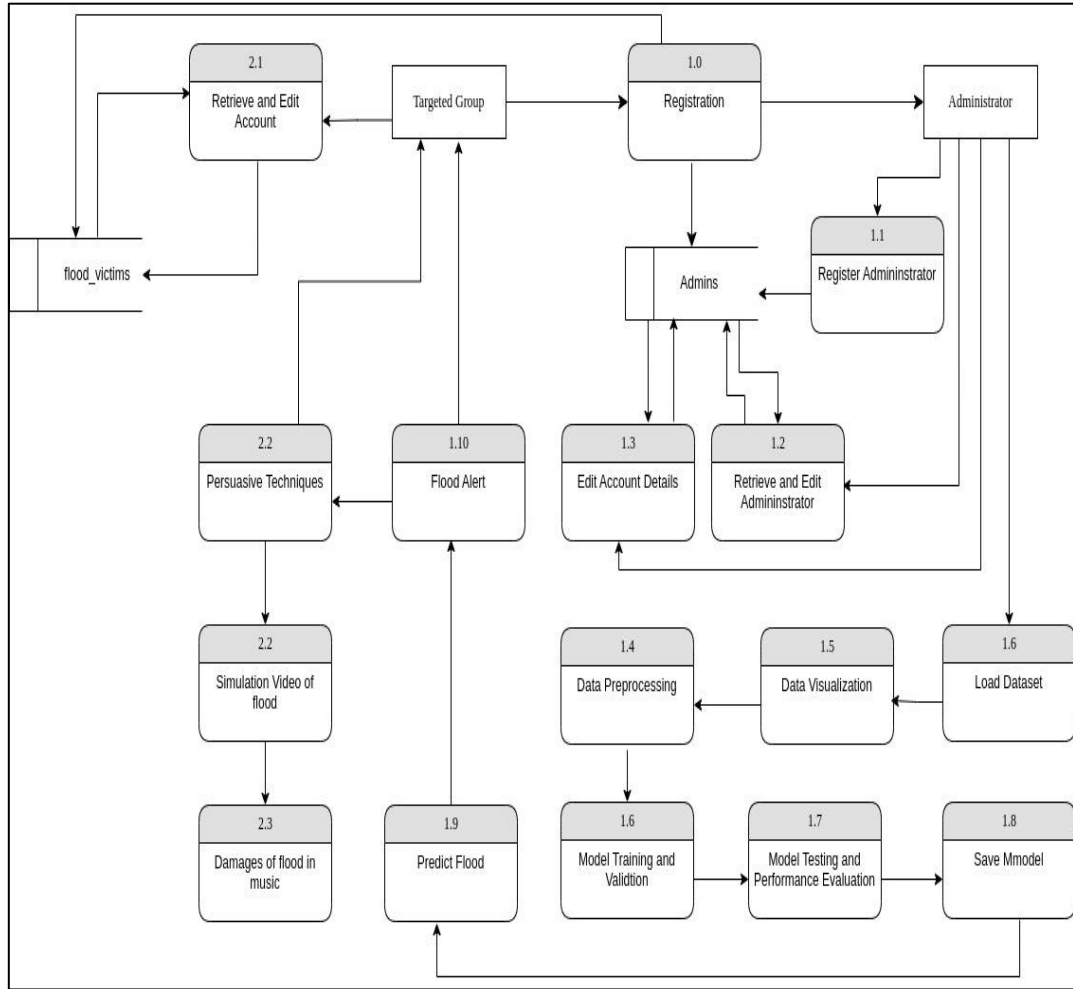 2.1
Retrieve and Edit
Account
Targeted Group
1.0
Registration
Administrator
flood_victims
Admins
1.1
Register Admininstrator
2.2
Persuasive Techniques
1.10
Flood Alert
1.3
Edit Account Details
1.2
Retrieve and Edit
Admininstrator
2.2
Simulation Video of
flood
1.4
Data Preprocessing
1.5
Data Visualization
1.6
Load Dataset
2.3
Damages of flood in
music
1.9
Predict Flood
1.6
Model Training and
Validtion
1.7
Model Testing and
Performance Evaluation
1.8
Save Mmodel